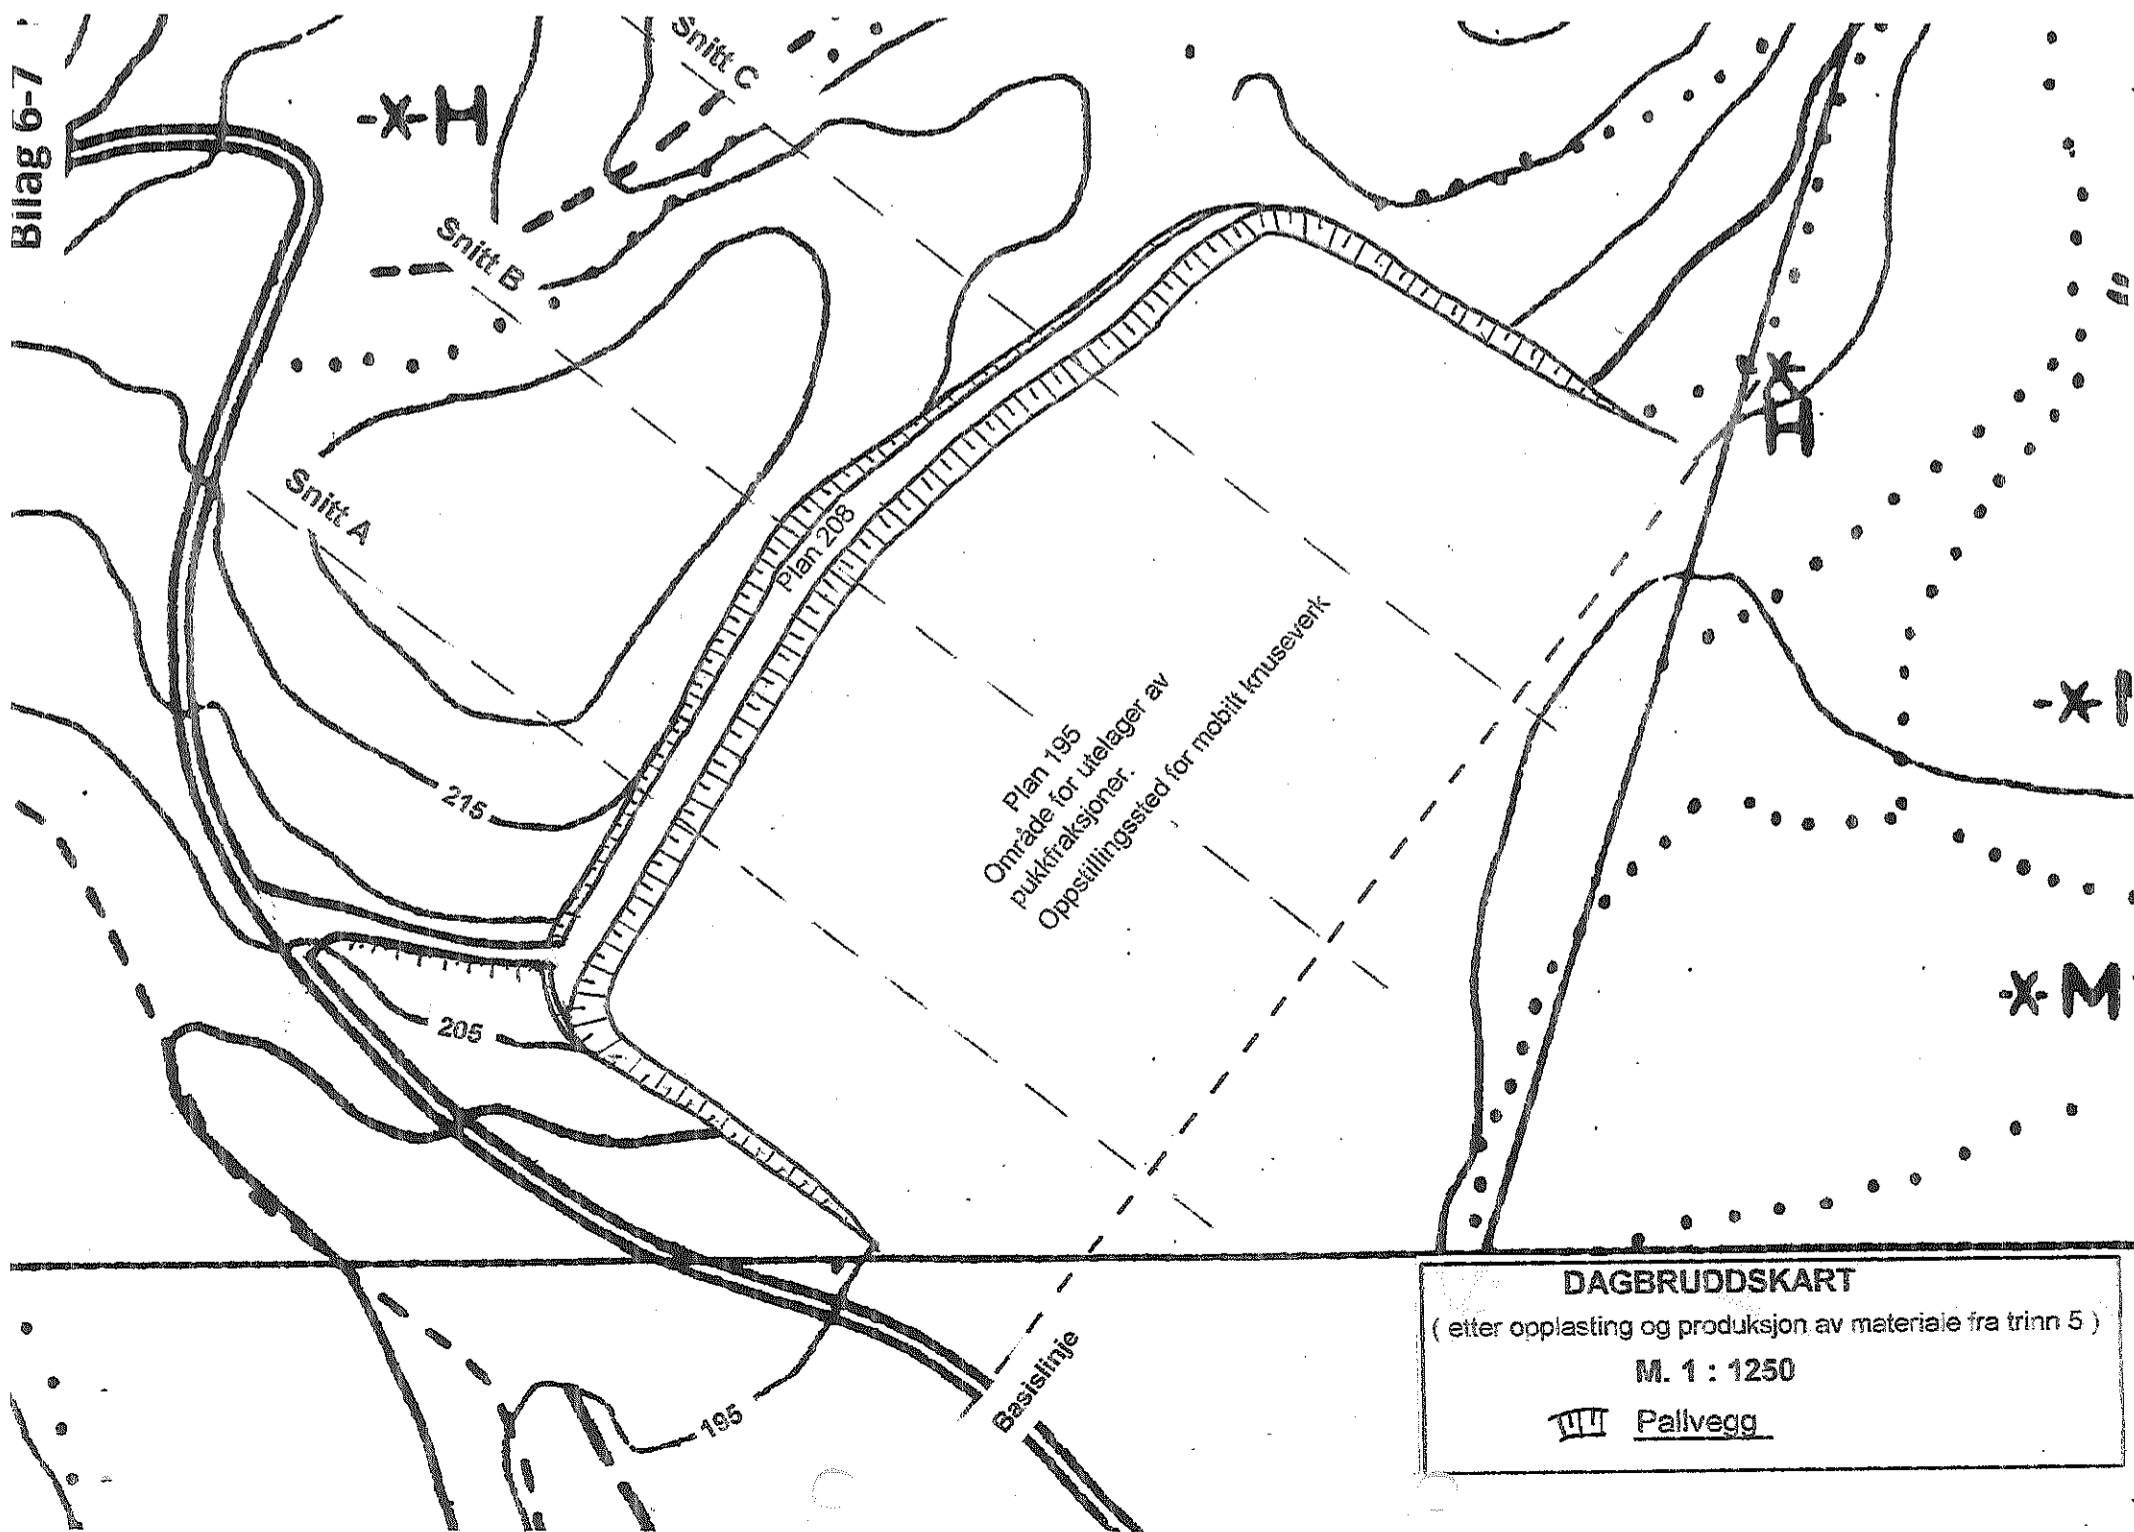 Bilag 6-7
Snitt C
Snitt B
Snitt A
Plan 208
Plan 195
Område for utelager av
pukkfraksjoner.
Oppstillingssted for mobilt knuseverk
215
205
195
Basislinje
M
DAGBRUDDSKART
( etter opplasting og produksjon av materiale fra trinn 5 )
M. 1 : 1250
Pallvegg